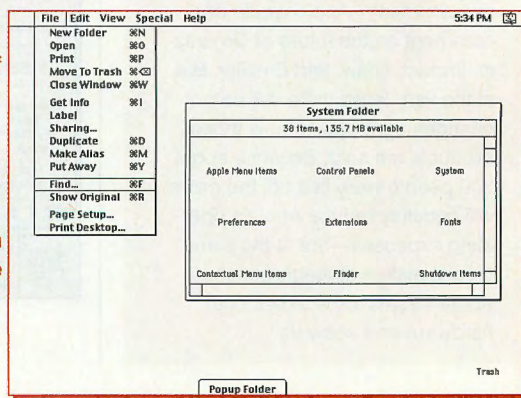 File Edit View Special Help 5:34 PM
New Folder ⌘N
Open ⌘O
Print ⌘P
Move To Trash ⌘⌫
Close Window ⌘W
Get Info ⌘I
Label
Sharing...
Duplicate ⌘D
Make Alias ⌘M
Put Away ⌘Y
Find... ⌘F
Show Original ⌘R
Page Setup...
Print Desktop...
System Folder
38 items, 135.7 MB available
Apple Menu Items Control Panels System
Preferences Extensions Fonts
Contextual Menu Items Finder Shutdown Items
Trash
Popup Folder